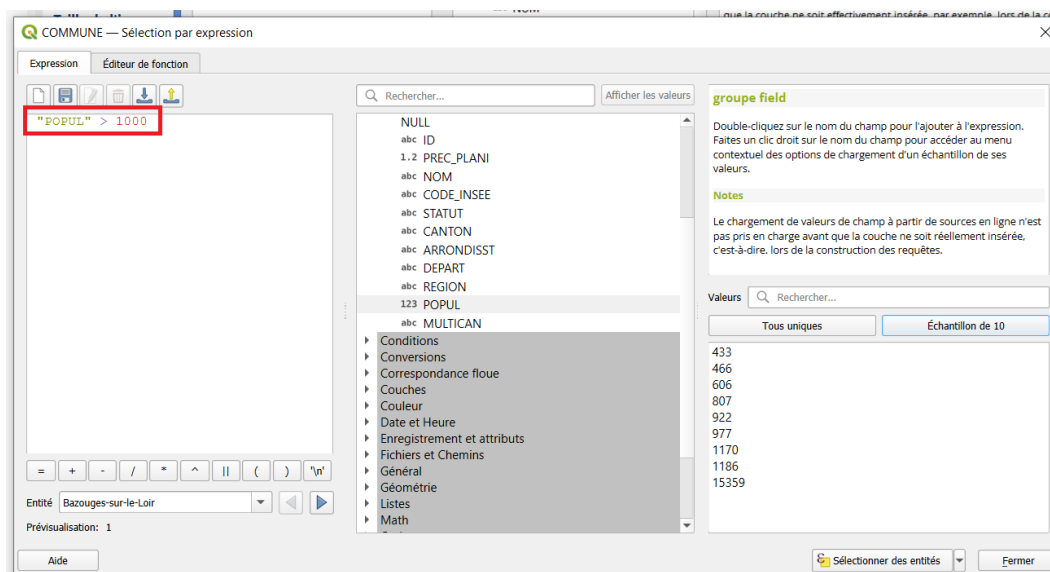 COMMUNE — Sélection par expression
Expression
Éditeur de fonction
"POPUL" > 1000
= + - / * ^ || ( ) '\n'
Entité Bazouges-sur-le-Loir
Prévisualisation: 1
Aide
Rechercher...
Afficher les valeurs
NULL
abc ID
1.2 PREC_PLANI
abc NOM
abc CODE_INSEE
abc STATUT
abc CANTON
abc ARRONDISST
abc DEPART
abc REGION
123 POPUL
abc MULTICAN
Conditions
Conversions
Correspondance floue
Couches
Couleur
Date et Heure
Enregistrement et attributs
Fichiers et Chemins
Général
Géométrie
Listes
Math
groupe field
Double-cliquez sur le nom du champ pour l'ajouter à l'expression.
Faites un clic droit sur le nom du champ pour accéder au menu
contextuel des options de chargement d'un échantillon de ses
valeurs.
Notes
Le chargement de valeurs de champ à partir de sources en ligne n'est
pas pris en charge avant que la couche ne soit réellement insérée,
c'est-à-dire. lors de la construction des requêtes.
Valeurs
Rechercher...
Tous uniques
Échantillon de 10
433
466
606
807
922
977
1170
1186
15359
Sélectionner des entités
Fermer